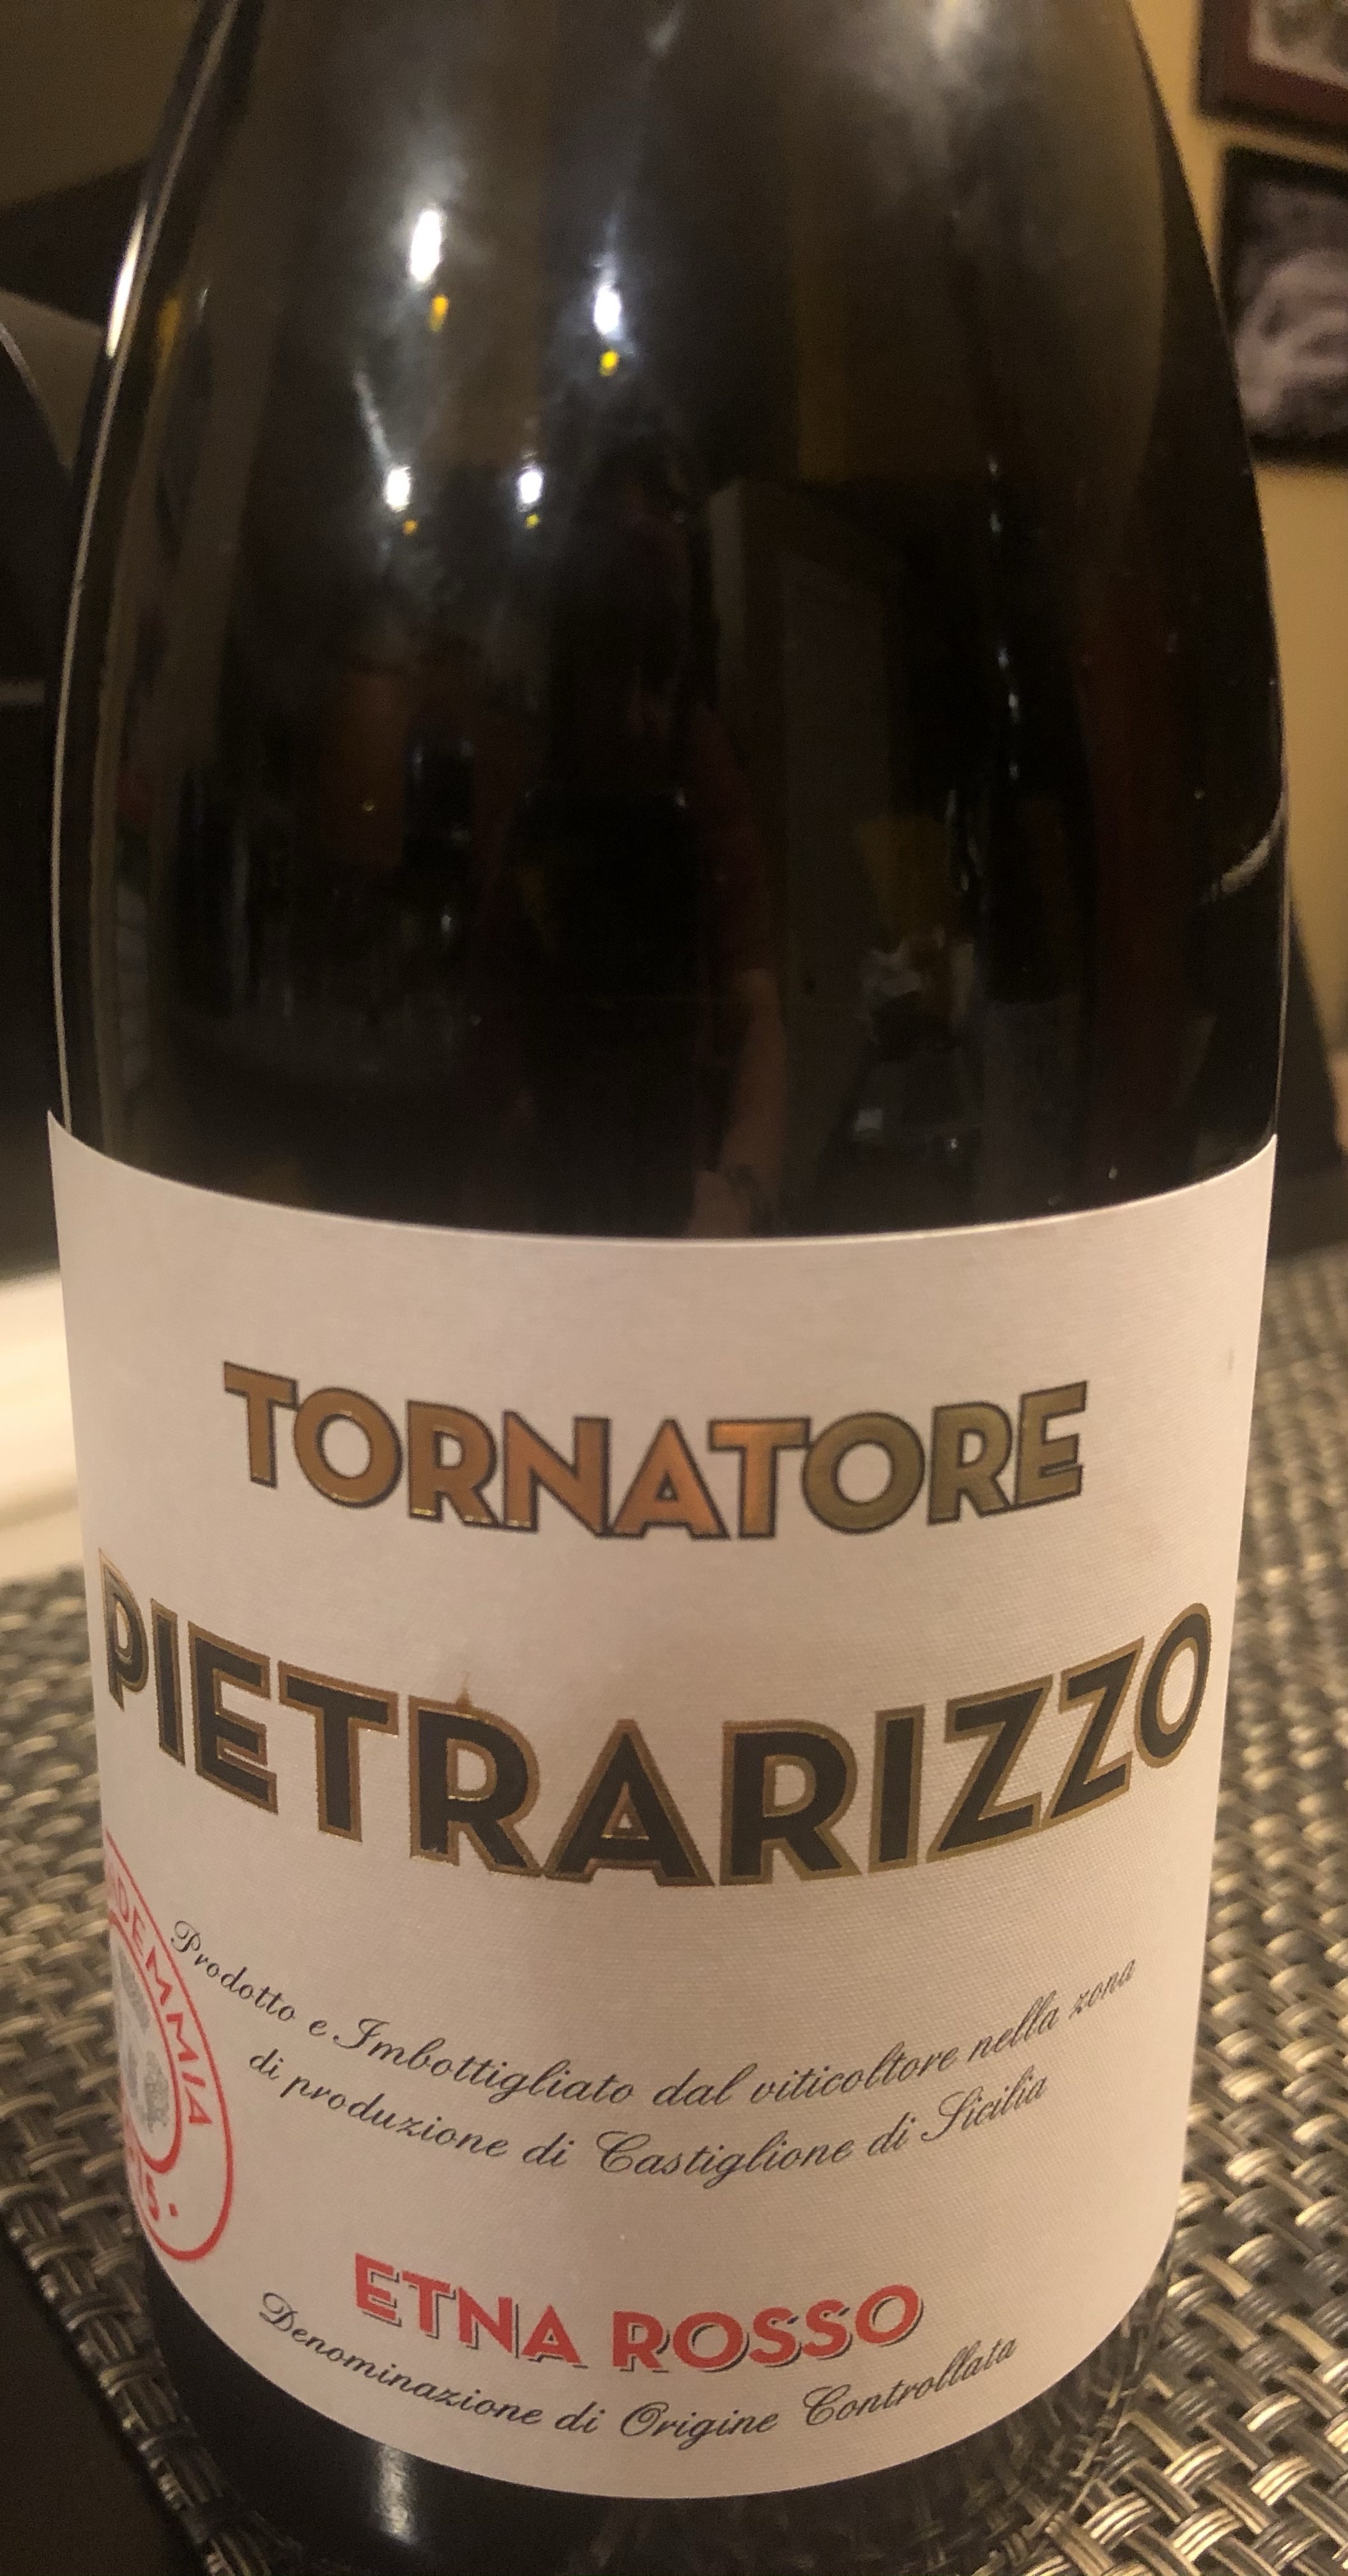 TORNATORE
PIETRARIZZO
Prodotto e Imbottigliato dal viticoltore nella zona
di produzione di Castiglione di Sicilia
ETNA ROSSO
Denominazione di Origine Controllata